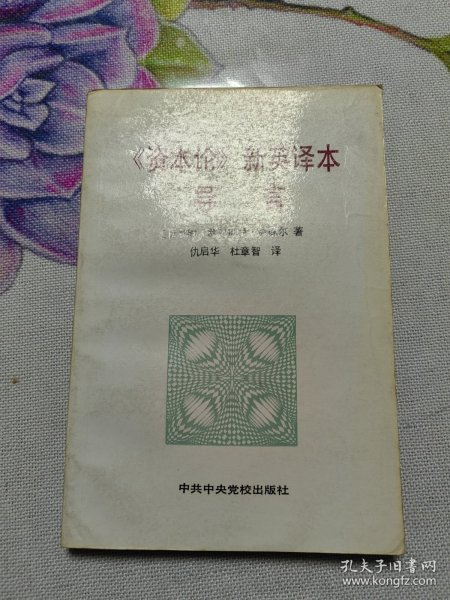 《资本论》新英译本
导 言
尔 著
仇启华 杜章智 译
中共中央党校出版社
孔夫子旧书网
www.kongfz.com